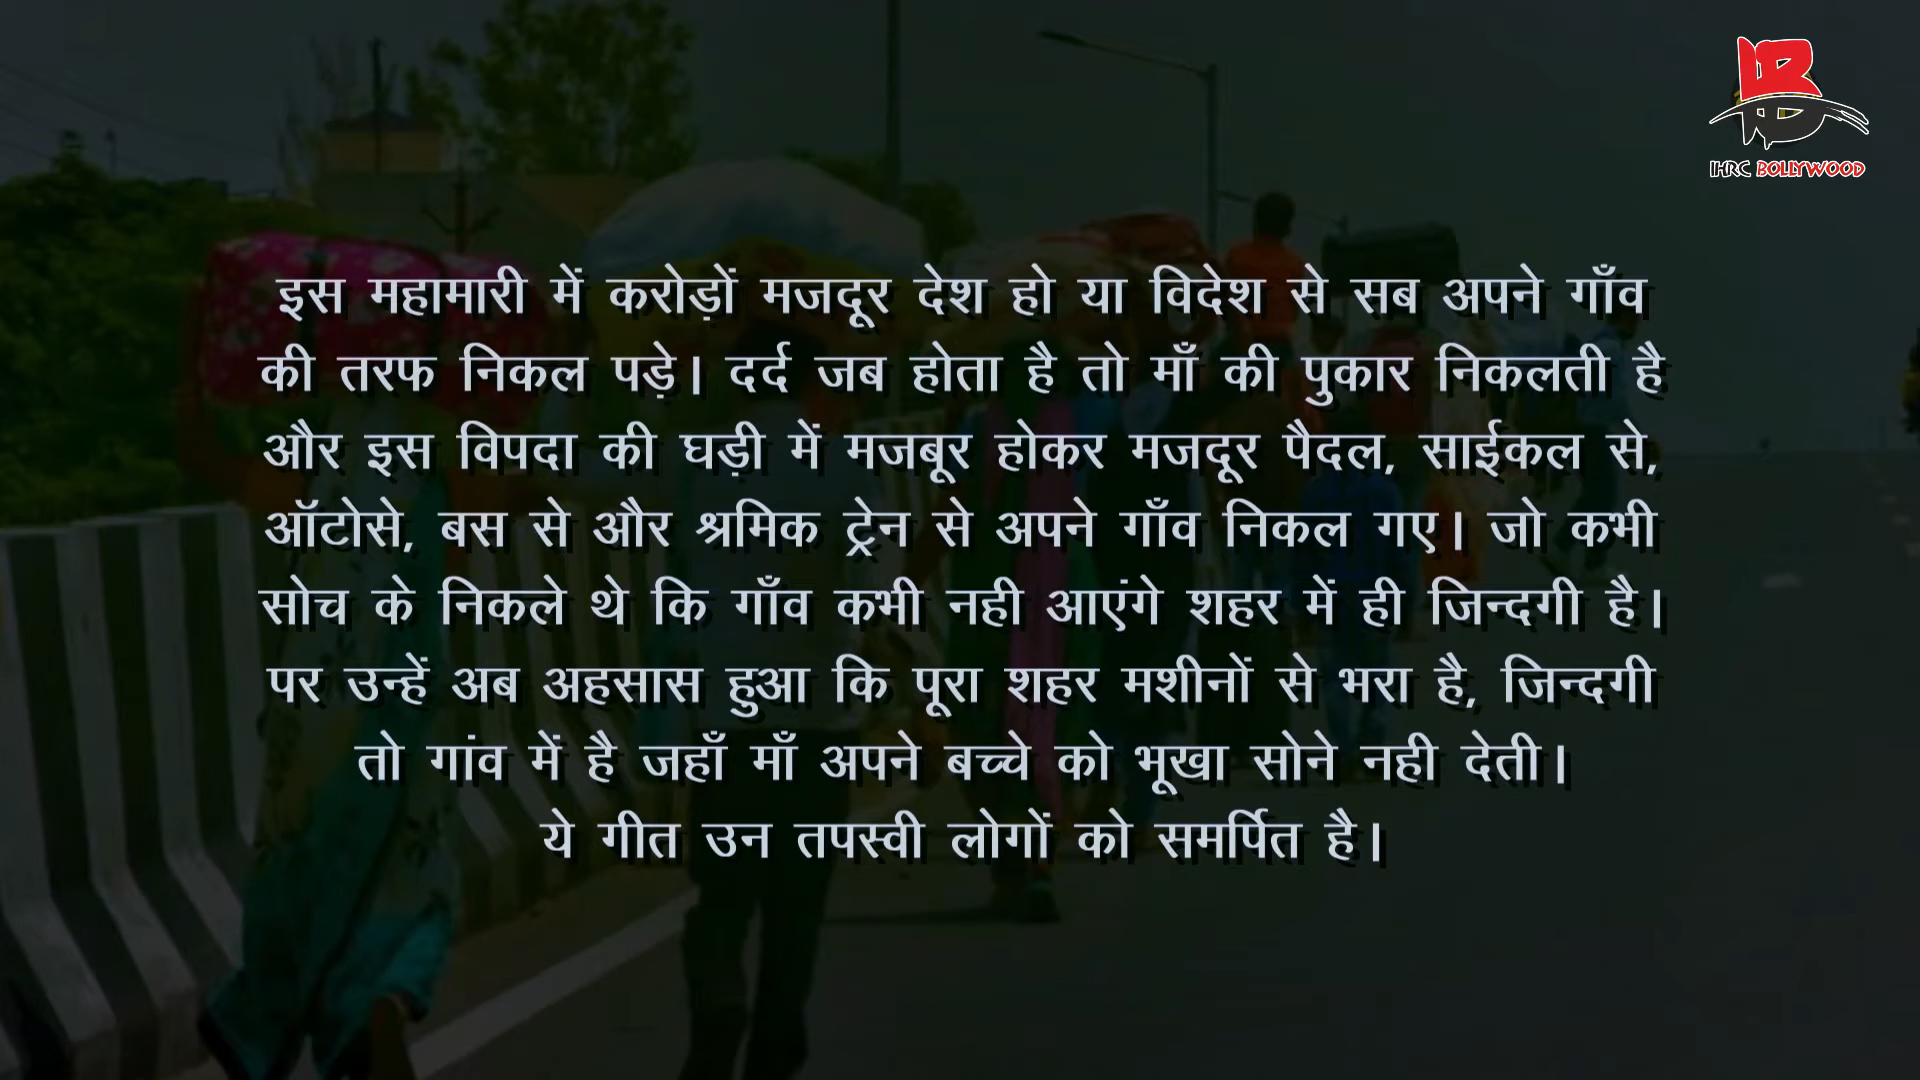 IHRC BOLLYWOOD
इस महामारी में करोड़ों मजदूर देश हो या विदेश से सब अपने गाँव
की तरफ निकल पड़े। दर्द जब होता है तो माँ की पुकार निकलती है
और इस विपदा की घड़ी में मजबूर होकर मजदूर पैदल, साईकल से,
ऑटोसे, बस से और श्रमिक ट्रेन से अपने गाँव निकल गए। जो कभी
सोच के निकले थे कि गाँव कभी नही आएंगे शहर में ही जिन्दगी है।
पर उन्हें अब अहसास हुआ कि पूरा शहर मशीनों से भरा है, जिन्दगी
तो गांव में है जहाँ माँ अपने बच्चे को भूखा सोने नही देती।
ये गीत उन तपस्वी लोगों को समर्पित है।